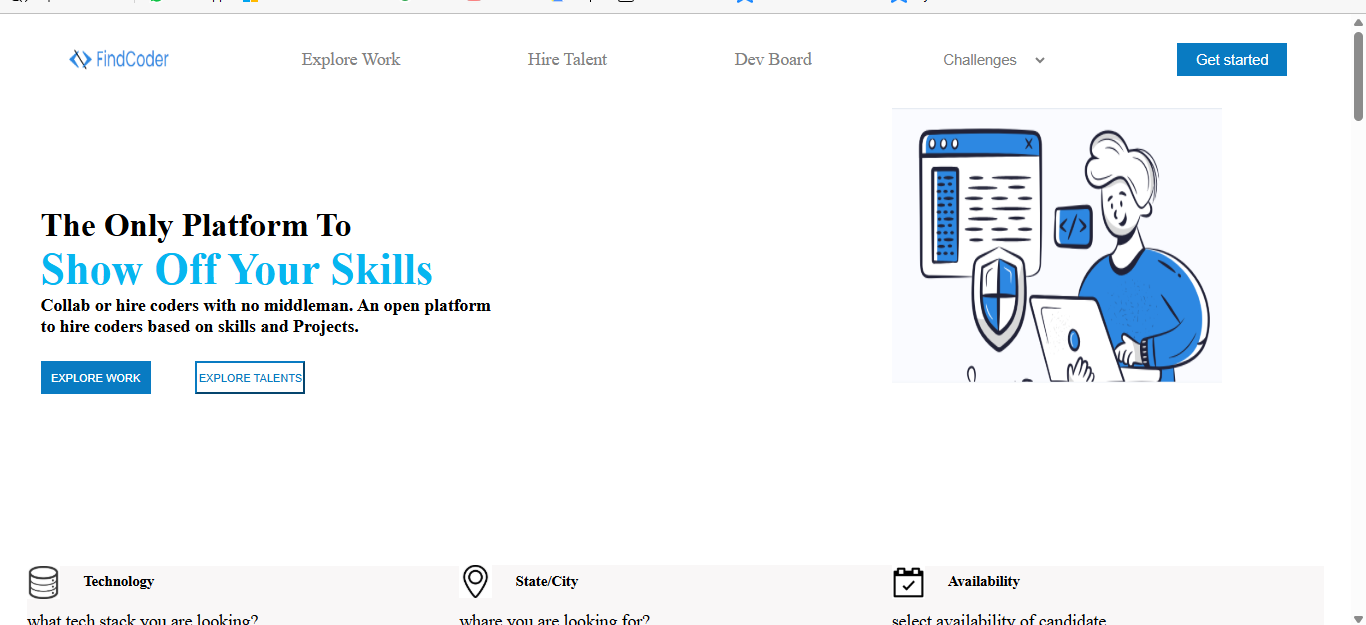 FindCoder
Explore Work
Hire Talent
Dev Board
Challenges
Get started
The Only Platform To
Show Off Your Skills
Collab or hire coders with no middleman. An open platform
to hire coders based on skills and Projects.
EXPLORE WORK
EXPLORE TALENTS
</>
X
Technology
State/City
Availability
what tech stack you are looking?
whare you are looking for?
select availability of candidate